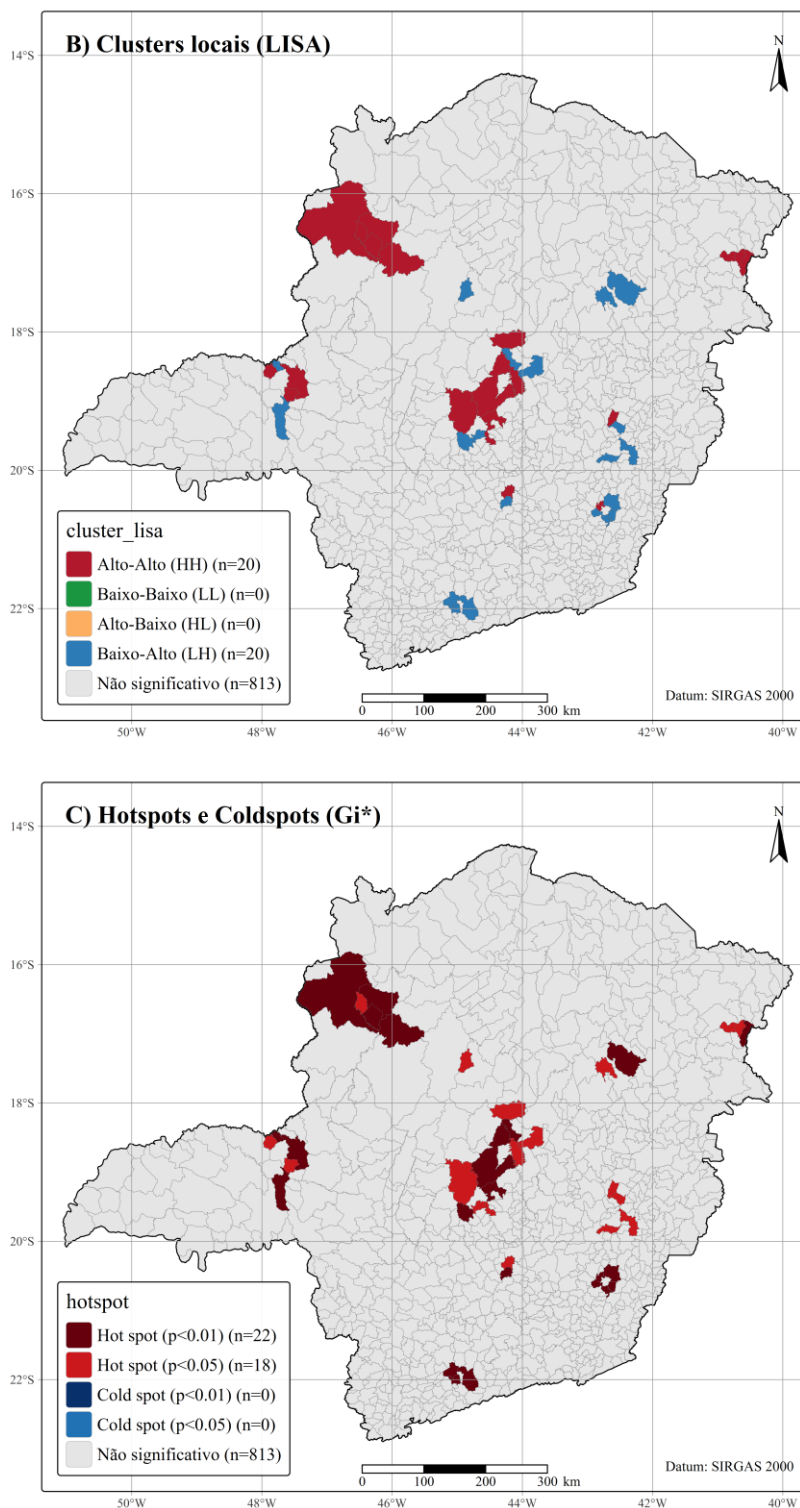 B) Clusters locais (LISA)
N
14°S
16°S
18°S
20°S
22°S
cluster_lisa
Alto-Alto (HH) (n=20)
Baixo-Baixo (LL) (n=0)
Alto-Baixo (HL) (n=0)
Baixo-Alto (LH) (n=20)
Não significativo (n=813)
0 100 200 300 km
Datum: SIRGAS 2000
50°W 48°W 46°W 44°W 42°W 40°W
C) Hotspots e Coldspots (Gi*)
N
14°S
16°S
18°S
20°S
22°S
hotspot
Hot spot (p<0.01) (n=22)
Hot spot (p<0.05) (n=18)
Cold spot (p<0.01) (n=0)
Cold spot (p<0.05) (n=0)
Não significativo (n=813)
0 100 200 300 km
Datum: SIRGAS 2000
50°W 48°W 46°W 44°W 42°W 40°W